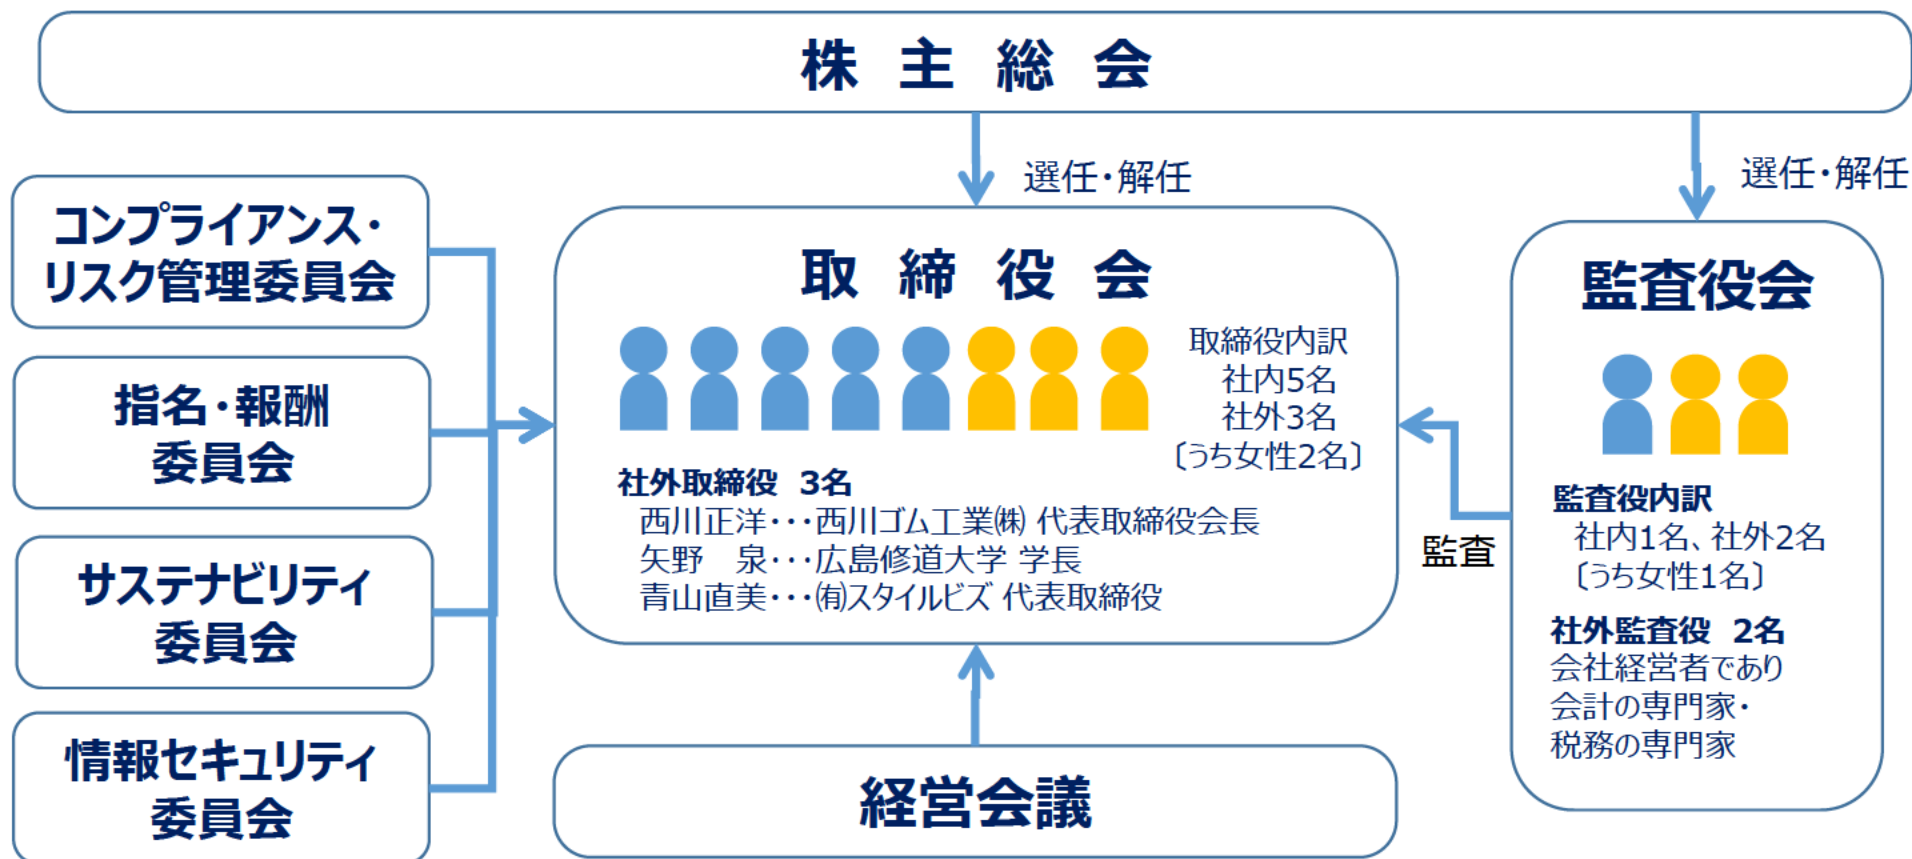 株 主 総 会
選任・解任
選任・解任
コンプライアンス・
リスク管理委員会
指名・報酬
委員会
サステナビリティ
委員会
情報セキュリティ
委員会
取 締 役 会
取締役内訳
社内5名
社外3名
〔うち女性2名〕
社外取締役 3名
西川正洋・・・西川ゴム工業㈱ 代表取締役会長
矢野　泉・・・広島修道大学 学長
青山直美・・・㈲スタイルビズ 代表取締役
経営会議
監査
監査役会
監査役内訳
社内1名、社外2名
〔うち女性1名〕
社外監査役 2名
会社経営者であり
会計の専門家・
税務の専門家